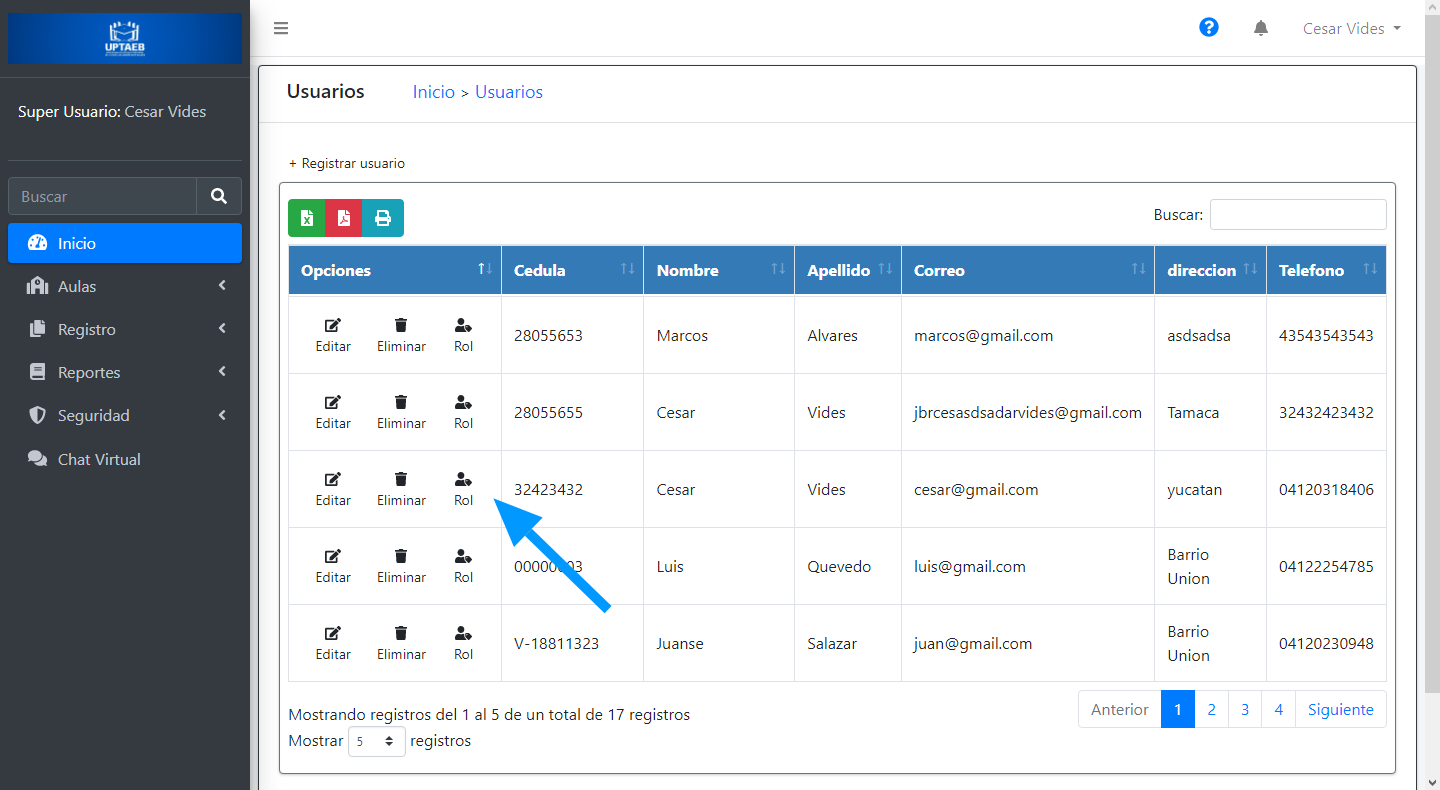 UPTAEB
Cesar Vides
Super Usuario: Cesar Vides
Buscar
Inicio
Aulas
Registro
Reportes
Seguridad
Chat Virtual
Usuarios Inicio > Usuarios
+ Registrar usuario
Buscar:
Opciones Cedula Nombre Apellido Correo direccion Telefono
Editar Eliminar Rol 28055653 Marcos Alvares marcos@gmail.com asdsadsa 43543543543
Editar Eliminar Rol 28055655 Cesar Vides jbrcesasdsadarvides@gmail.com Tamaca 32432423432
Editar Eliminar Rol 32423432 Cesar Vides cesar@gmail.com yucatan 04120318406
Editar Eliminar Rol Luis Quevedo luis@gmail.com Barrio Union 04122254785
Editar Eliminar Rol V-18811323 Juanse Salazar juan@gmail.com Barrio Union 04120230948
Mostrando registros del 1 al 5 de un total de 17 registros
Mostrar 5 registros
Anterior 1 2 3 4 Siguiente